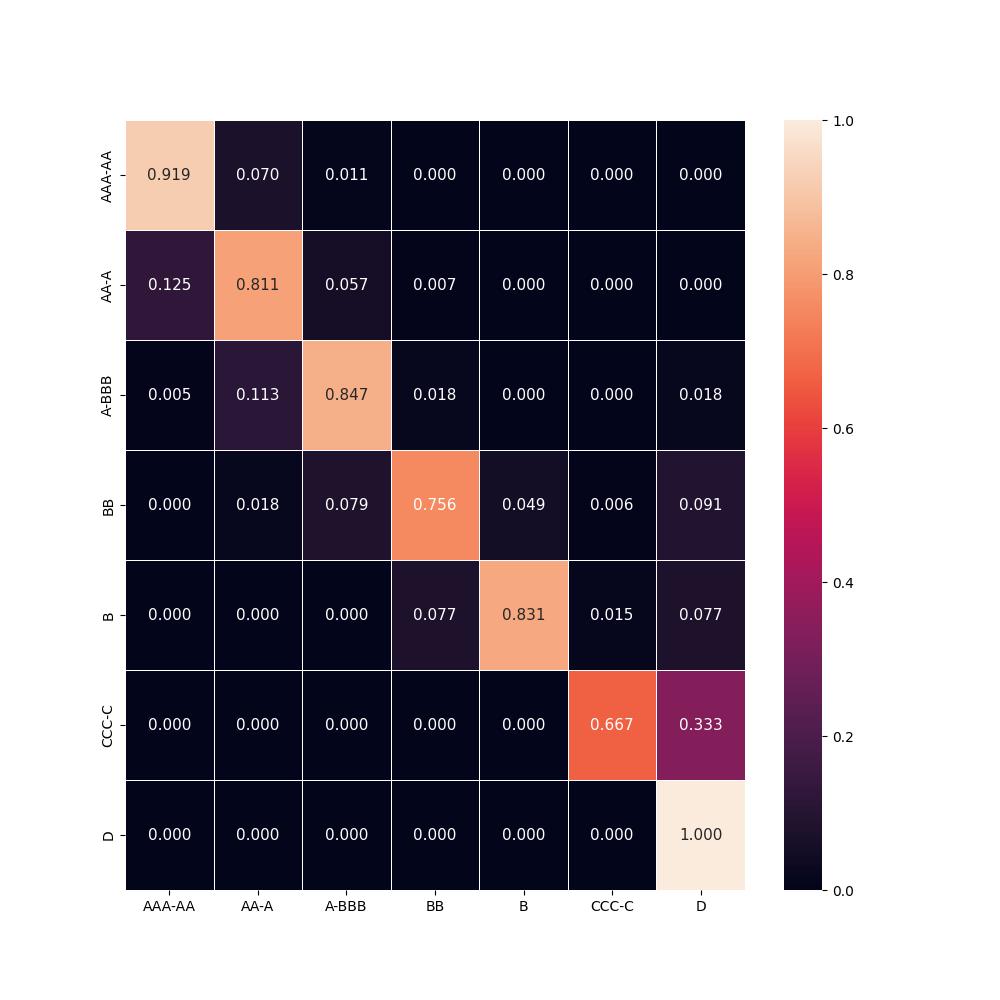 AAA-AA 0.919 0.070 0.011 0.000 0.000 0.000 0.000
AA-A 0.125 0.811 0.057 0.007 0.000 0.000 0.000
A-BBB 0.005 0.113 0.847 0.018 0.000 0.000 0.018
BB 0.000 0.018 0.079 0.756 0.049 0.006 0.091
B 0.000 0.000 0.000 0.077 0.831 0.015 0.077
CCC-C 0.000 0.000 0.000 0.000 0.000 0.667 0.333
D 0.000 0.000 0.000 0.000 0.000 0.000 1.000
AAA-AA AA-A A-BBB BB B CCC-C D
1.0
0.8
0.6
0.4
0.2
0.0